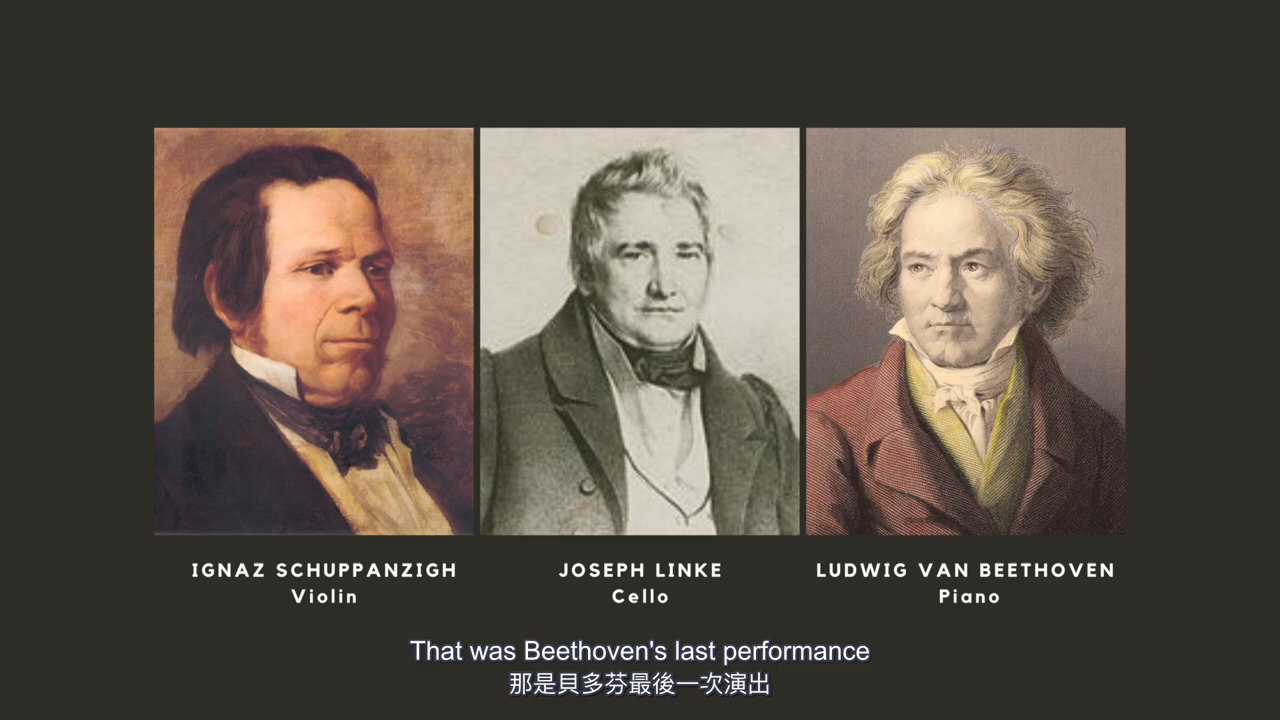 IGNAZ SCHUPPANZIGH
Violin
JOSEPH LINKE
Cello
LUDWIG VAN BEETHOVEN
Piano
That was Beethoven's last performance
那是貝多芬最後一次演出